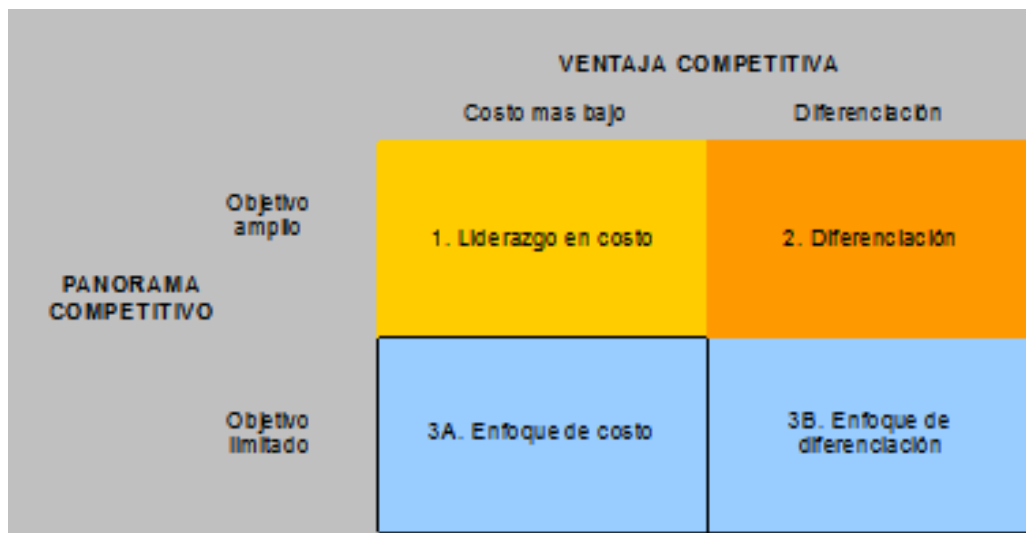 VENTAJA COMPETITIVA
Costo mas bajo
Diferenciación
Objetivo
amplio
1. Liderazgo en costo
2. Diferenciación
PANORAMA
COMPETITIVO
Objetivo
limitado
3A. Enfoque de costo
3B. Enfoque de
diferenciación